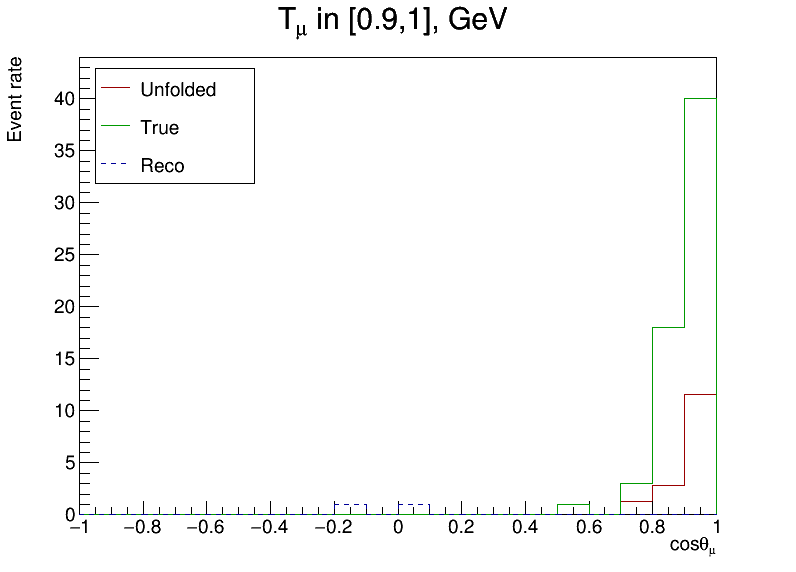 T_μ in [0.9,1], GeV
Event rate
Unfolded
True
Reco
40
35
30
25
20
15
10
5
0
−1 −0.8 −0.6 −0.4 −0.2 0 0.2 0.4 0.6 0.8 1
cosθ_μ